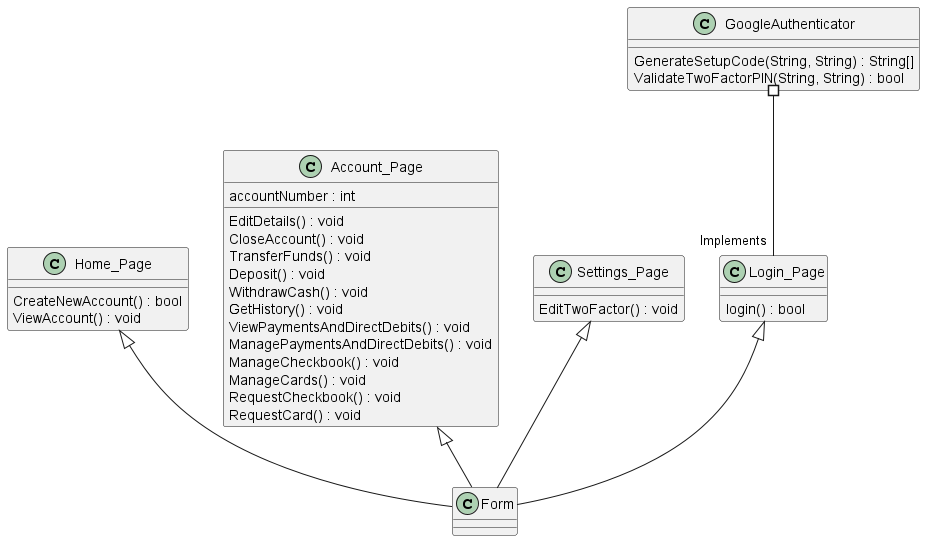 GoogleAuthenticator
GenerateSetupCode(String, String) : String[]
ValidateTwoFactorPIN(String, String) : bool
Account_Page
accountNumber : int
EditDetails() : void
CloseAccount() : void
TransferFunds() : void
Deposit() : void
WithdrawCash() : void
GetHistory() : void
ViewPaymentsAndDirectDebits() : void
ManagePaymentsAndDirectDebits() : void
ManageCheckbook() : void
ManageCards() : void
RequestCheckbook() : void
RequestCard() : void
Implements
Home_Page
CreateNewAccount() : bool
ViewAccount() : void
Settings_Page
EditTwoFactor() : void
Login_Page
login() : bool
Form